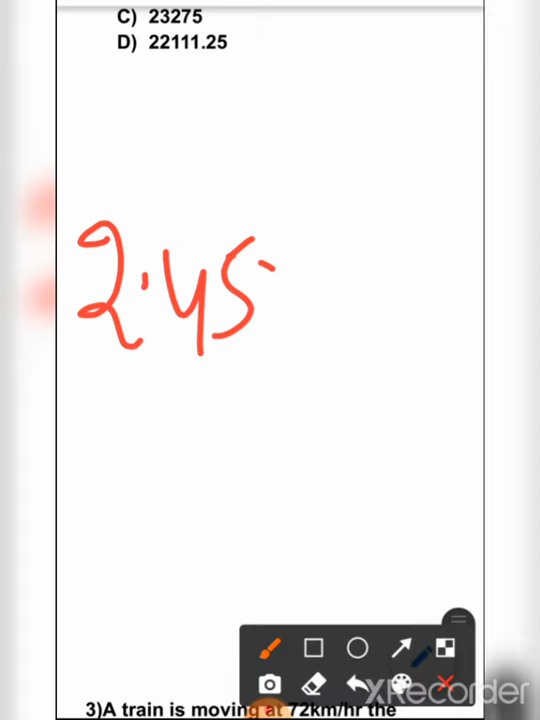 C) 23275
D) 22111.25
2.45
XRecorder
3)A train is moving at 72km/hr the